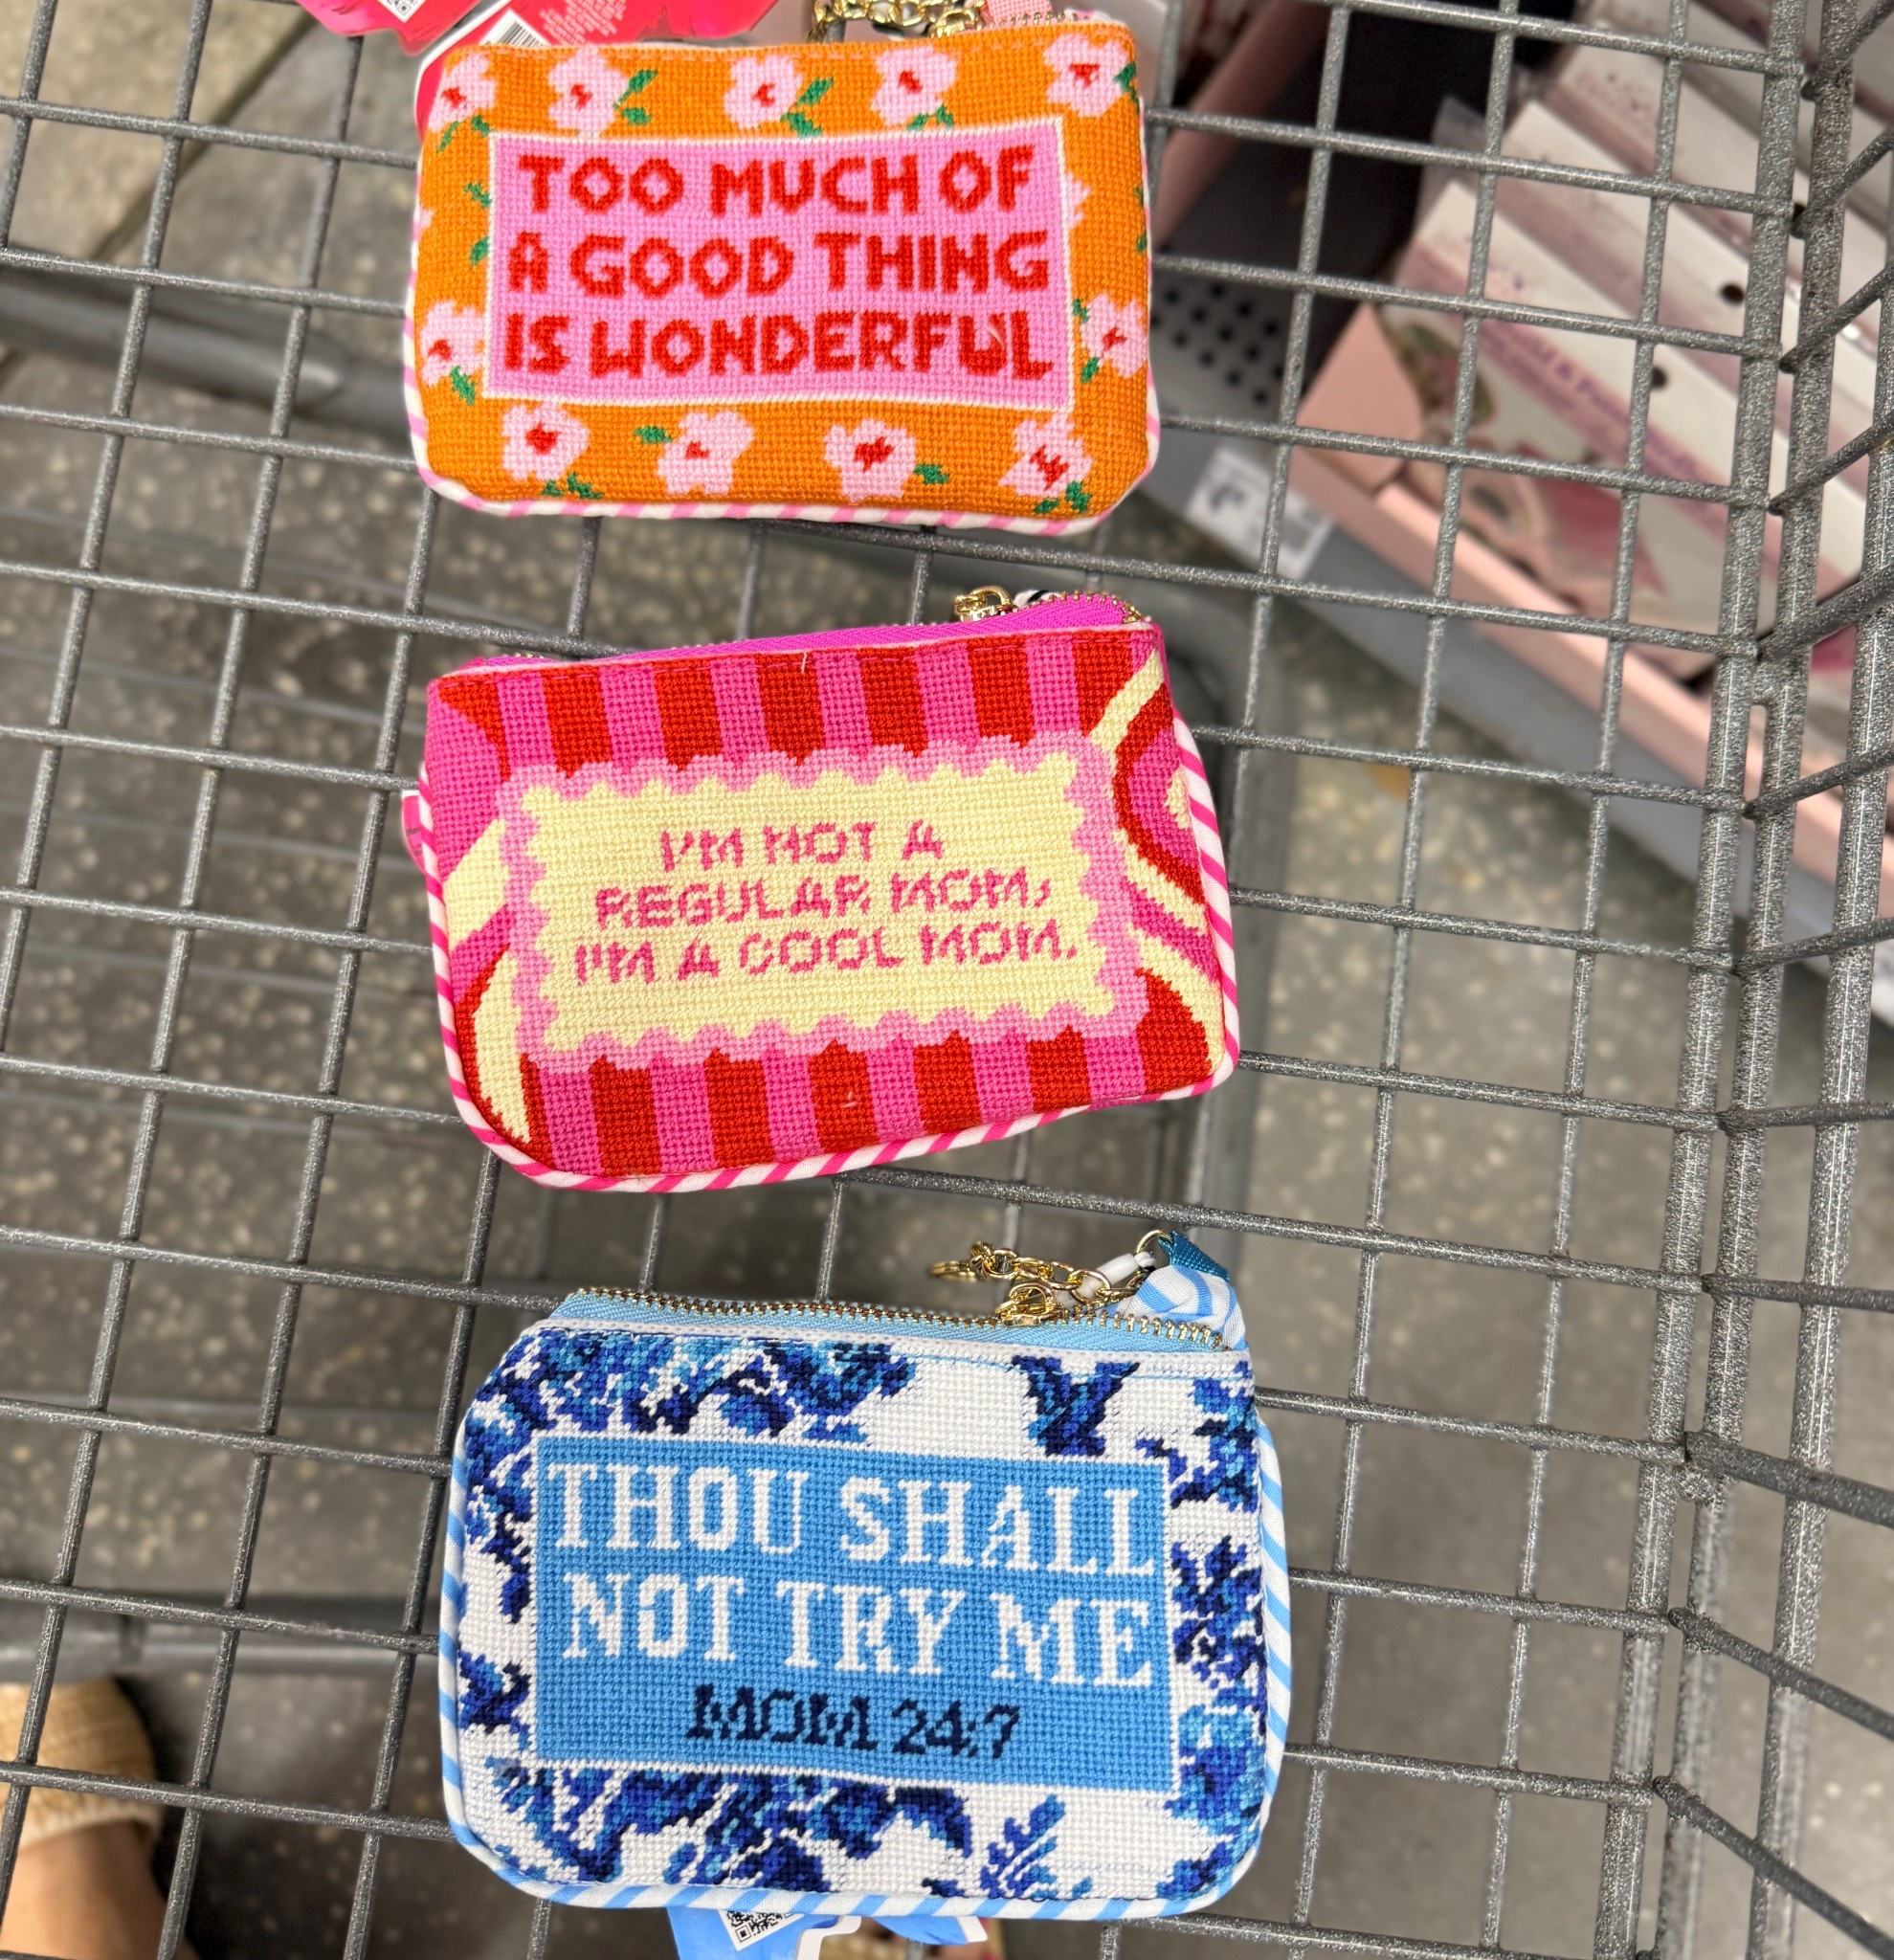 TOO MUCH OF
A GOOD THING
IS WONDERFUL
I'M NOT A
REGULAR MOM,
I'M A COOL MOM.
THOU SHALL
NOT TRY ME
MOM 24:7